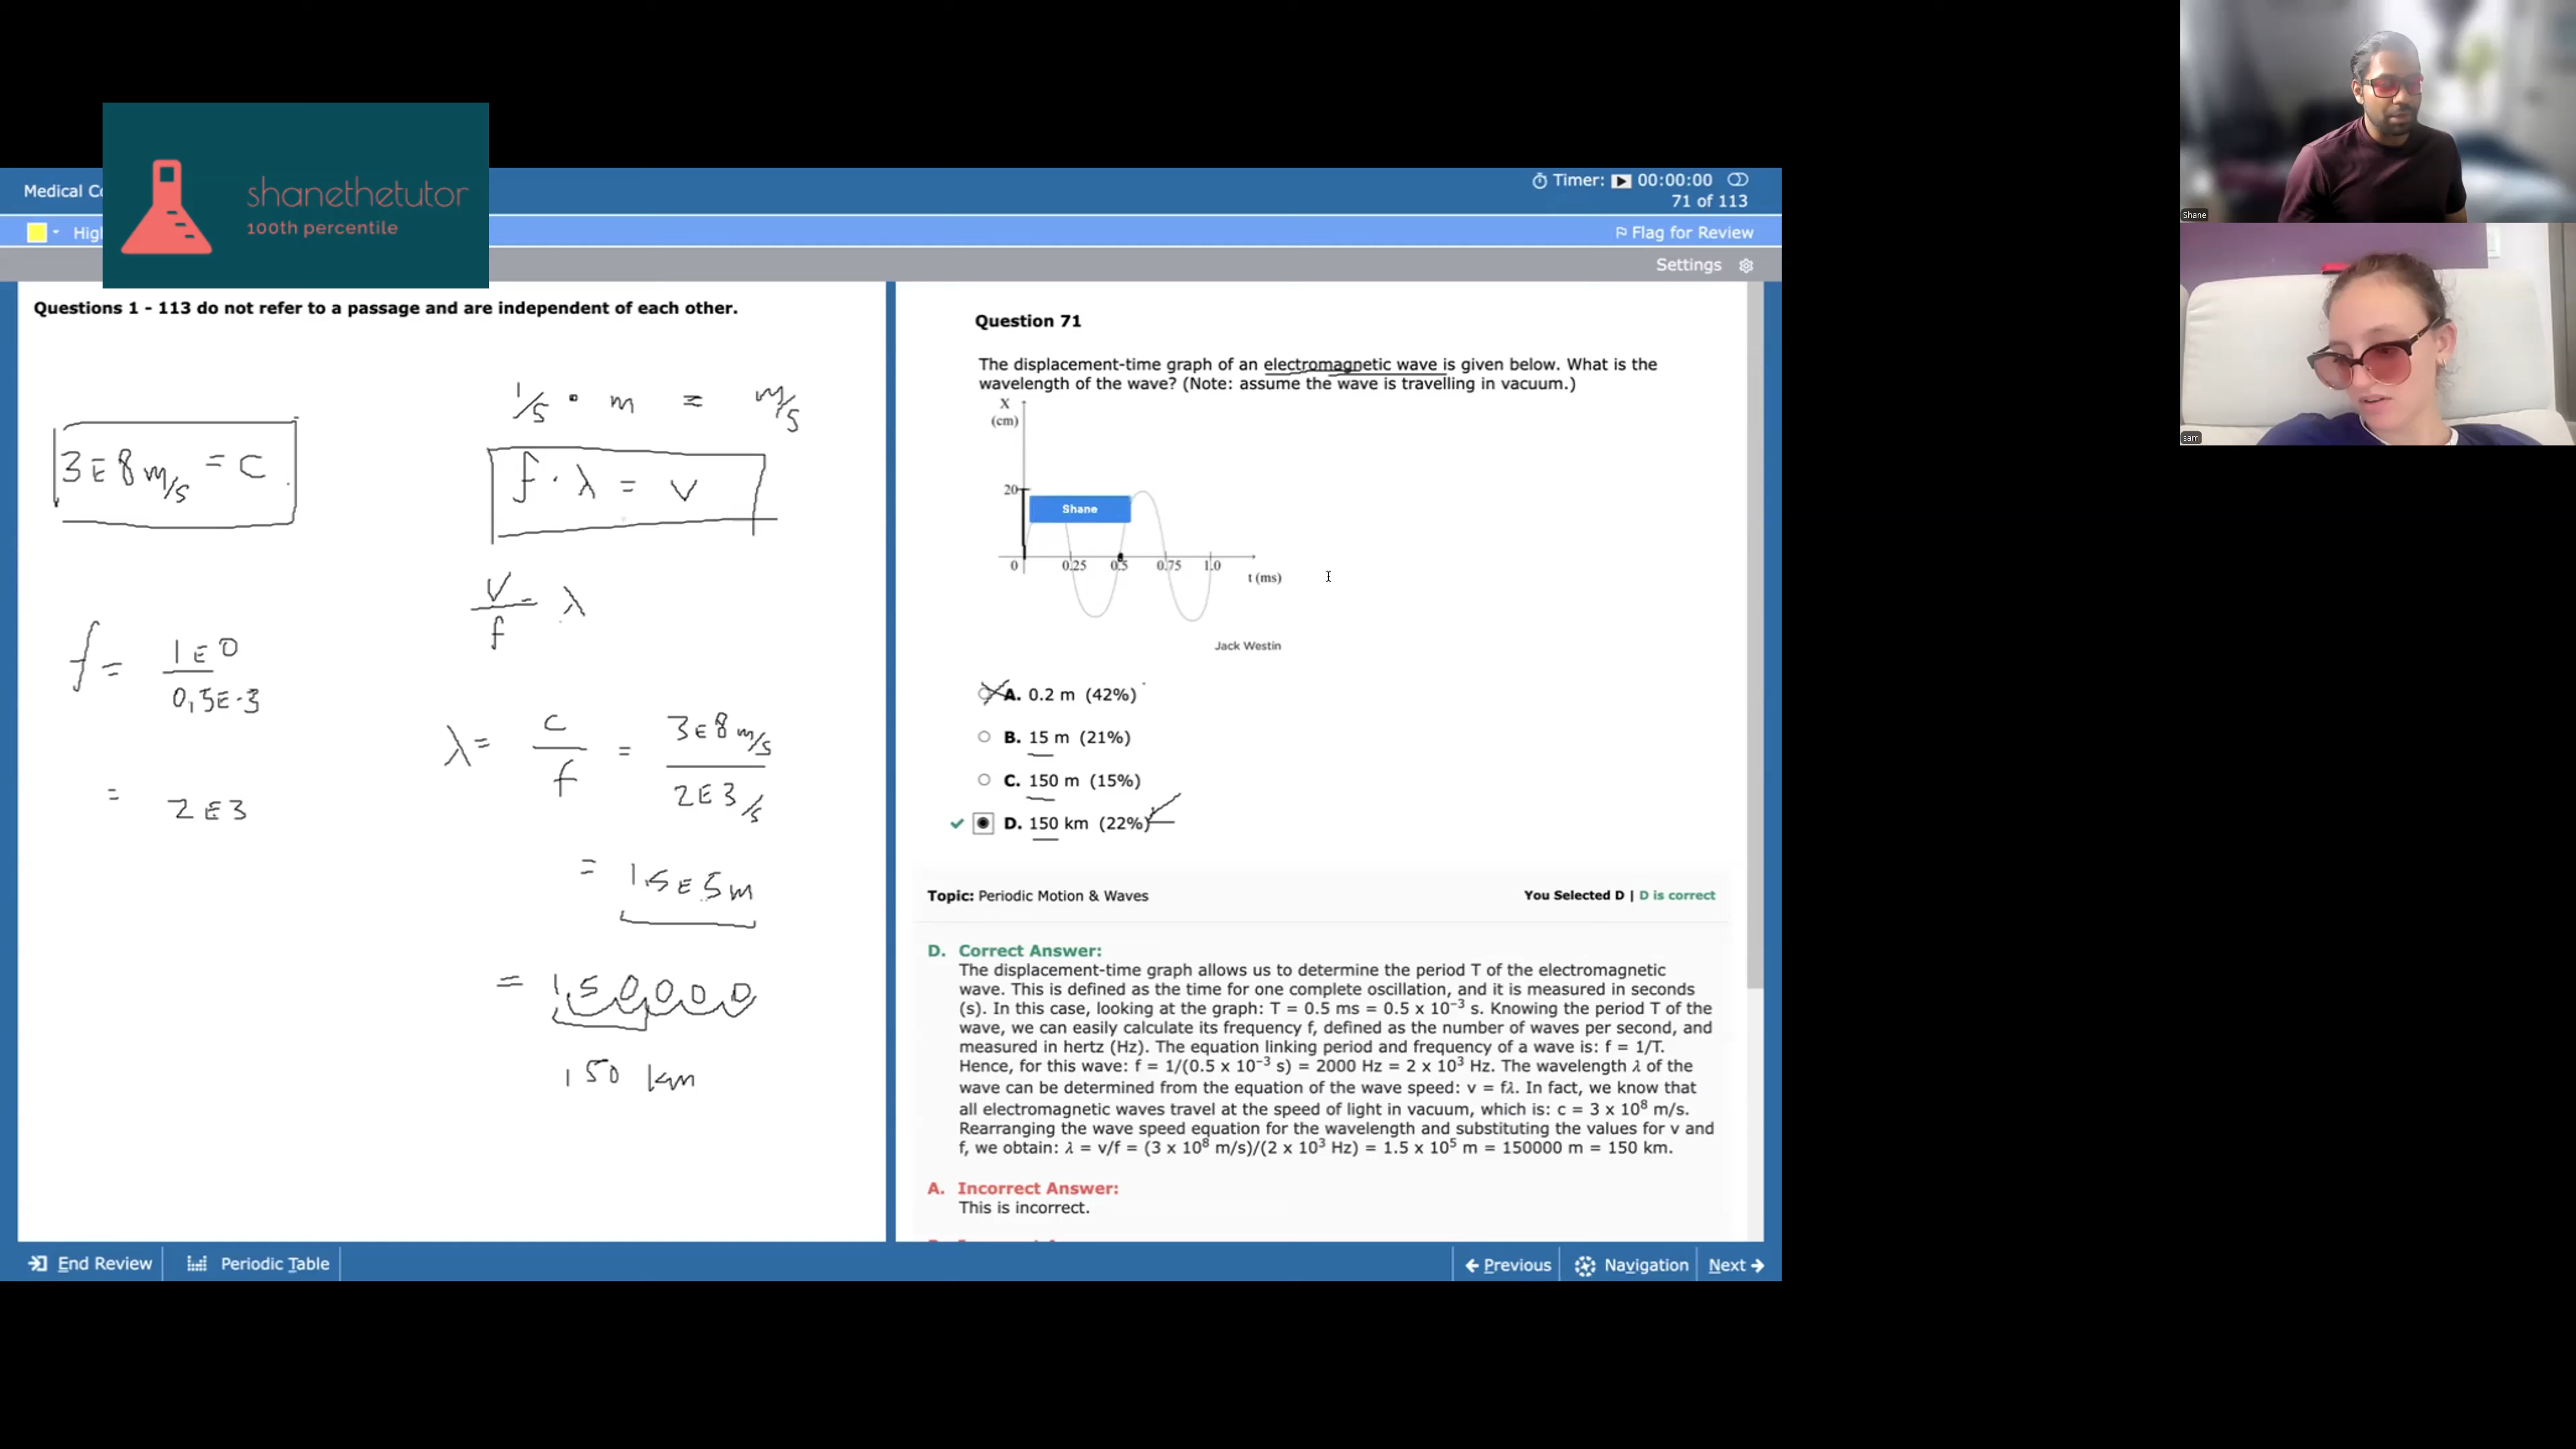 shanethetutor
100th percentile
Medical Co
Timer: 00:00:00
71 of 113
High
Flag for Review
Settings
Questions 1 - 113 do not refer to a passage and are independent of each other.
3E8 m/s = c
1/s · m = m/s
f · λ = v
v/f = λ
f = 1E0 / 0,5E-3
= 2E3
λ = c/f = 3E8 m/s / 2E3 /s
= 1.5E5 m
= 150000
150 km
Question 71
The displacement-time graph of an electromagnetic wave is given below. What is the
wavelength of the wave? (Note: assume the wave is travelling in vacuum.)
X
(cm)
20
Shane
0 0.25 0.5 0.75 1.0
t (ms)
Jack Westin
A. 0.2 m (42%)
B. 15 m (21%)
C. 150 m (15%)
D. 150 km (22%)
Topic: Periodic Motion & Waves
You Selected D | D is correct
D. Correct Answer:
The displacement-time graph allows us to determine the period T of the electromagnetic
wave. This is defined as the time for one complete oscillation, and it is measured in seconds
(s). In this case, looking at the graph: T = 0.5 ms = 0.5 x 10⁻³ s. Knowing the period T of the
wave, we can easily calculate its frequency f, defined as the number of waves per second, and
measured in hertz (Hz). The equation linking period and frequency of a wave is: f = 1/T.
Hence, for this wave: f = 1/(0.5 x 10⁻³ s) = 2000 Hz = 2 x 10³ Hz. The wavelength λ of the
wave can be determined from the equation of the wave speed: v = fλ. In fact, we know that
all electromagnetic waves travel at the speed of light in vacuum, which is: c = 3 x 10⁸ m/s.
Rearranging the wave speed equation for the wavelength and substituting the values for v and
f, we obtain: λ = v/f = (3 x 10⁸ m/s)/(2 x 10³ Hz) = 1.5 x 10⁵ m = 150000 m = 150 km.
A. Incorrect Answer:
This is incorrect.
End Review
Periodic Table
Previous
Navigation
Next
Shane
sam